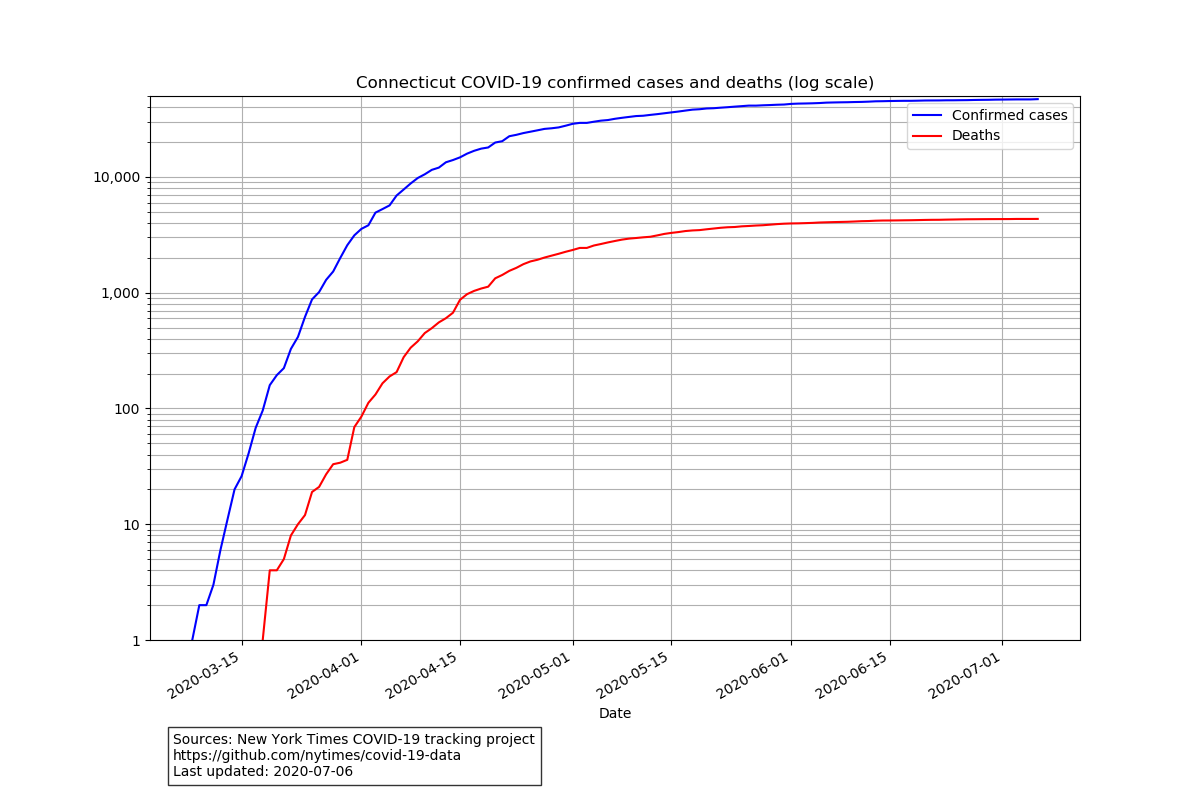 Connecticut COVID-19 confirmed cases and deaths (log scale)
Confirmed cases
Deaths
10,000
1,000
100
10
1
2020-03-15
2020-04-01
2020-04-15
2020-05-01
2020-05-15
2020-06-01
2020-06-15
2020-07-01
Date
Sources: New York Times COVID-19 tracking project
https://github.com/nytimes/covid-19-data
Last updated: 2020-07-06